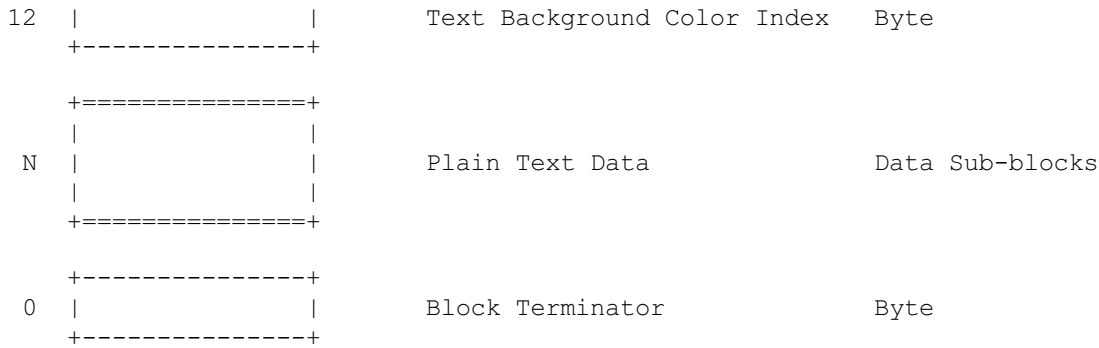 12  |               |       Text Background Color Index   Byte
    +---------------+

    +===============+
    |               |
 N  |               |       Plain Text Data               Data Sub-blocks
    |               |
    +===============+

    +---------------+
 0  |               |       Block Terminator              Byte
    +---------------+